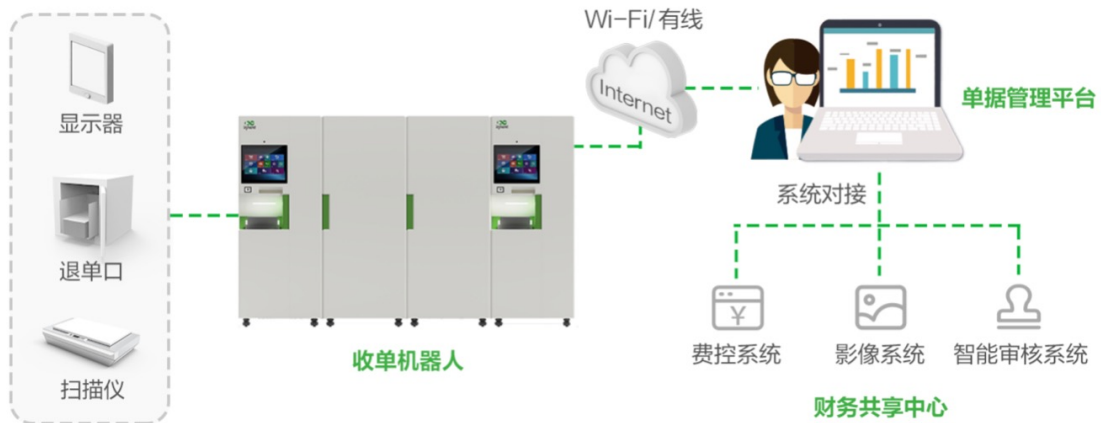 Wi-Fi/有线
Internet
显示器
退单口
扫描仪
收单机器人
单据管理平台
系统对接
费控系统
影像系统
智能审核系统
财务共享中心